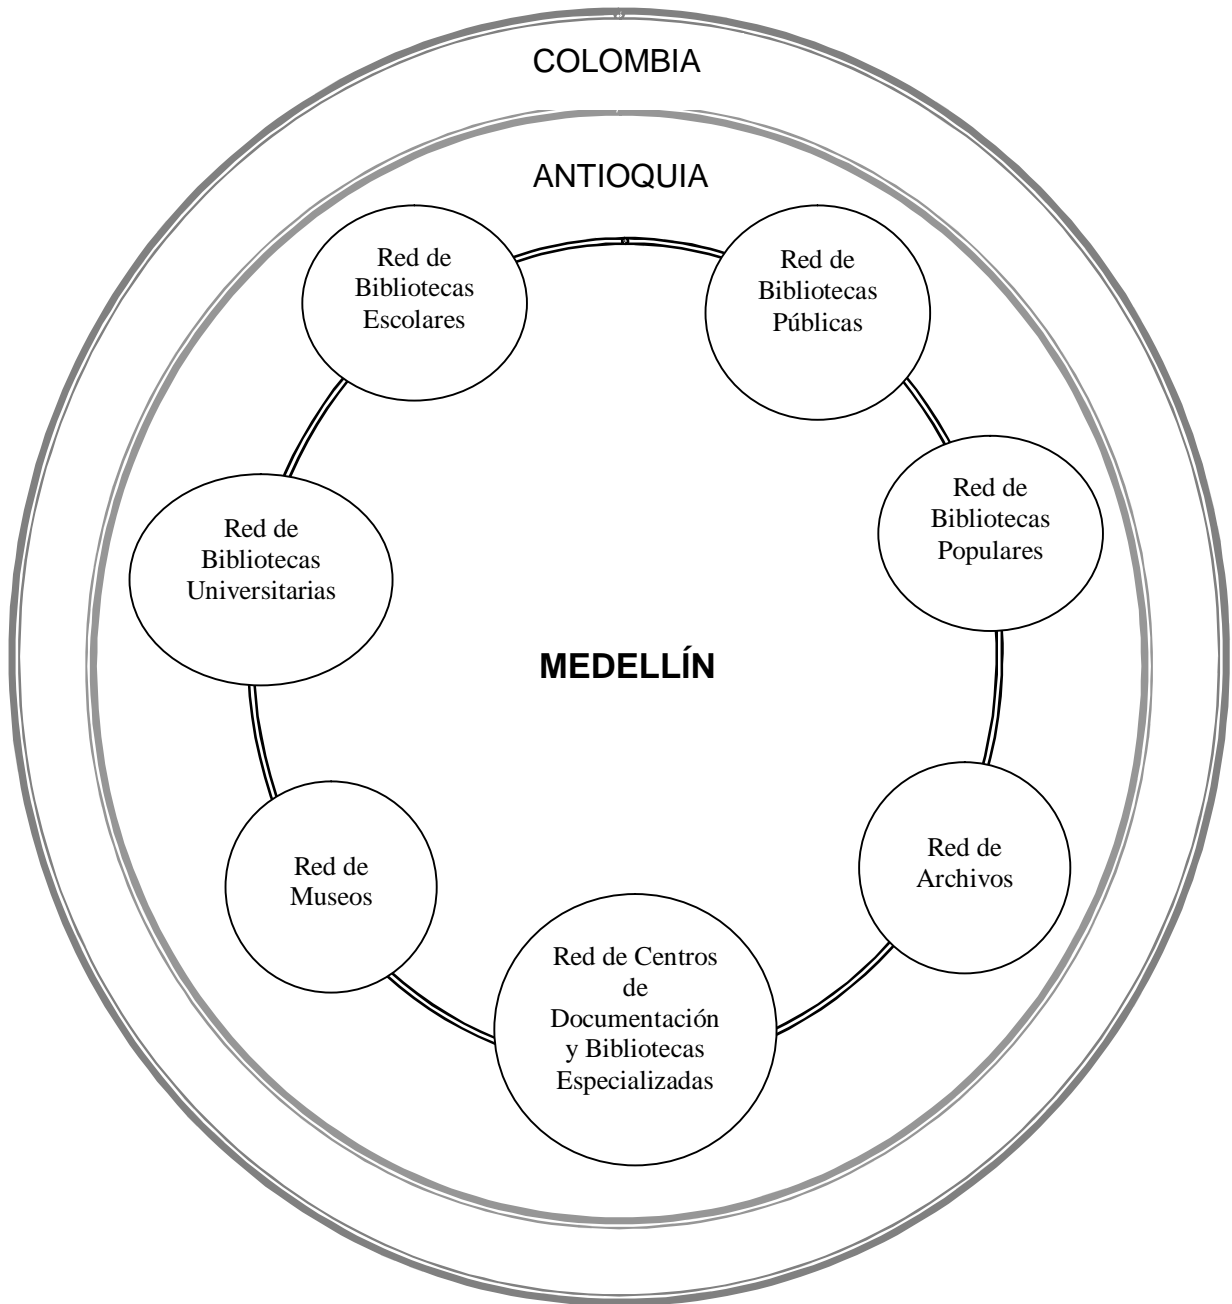 COLOMBIA
ANTIOQUIA
Red de
Bibliotecas
Escolares
Red de
Bibliotecas
Públicas
Red de
Bibliotecas
Universitarias
Red de
Bibliotecas
Populares
MEDELLÍN
Red de
Museos
Red de
Archivos
Red de Centros
de
Documentación
y Bibliotecas
Especializadas